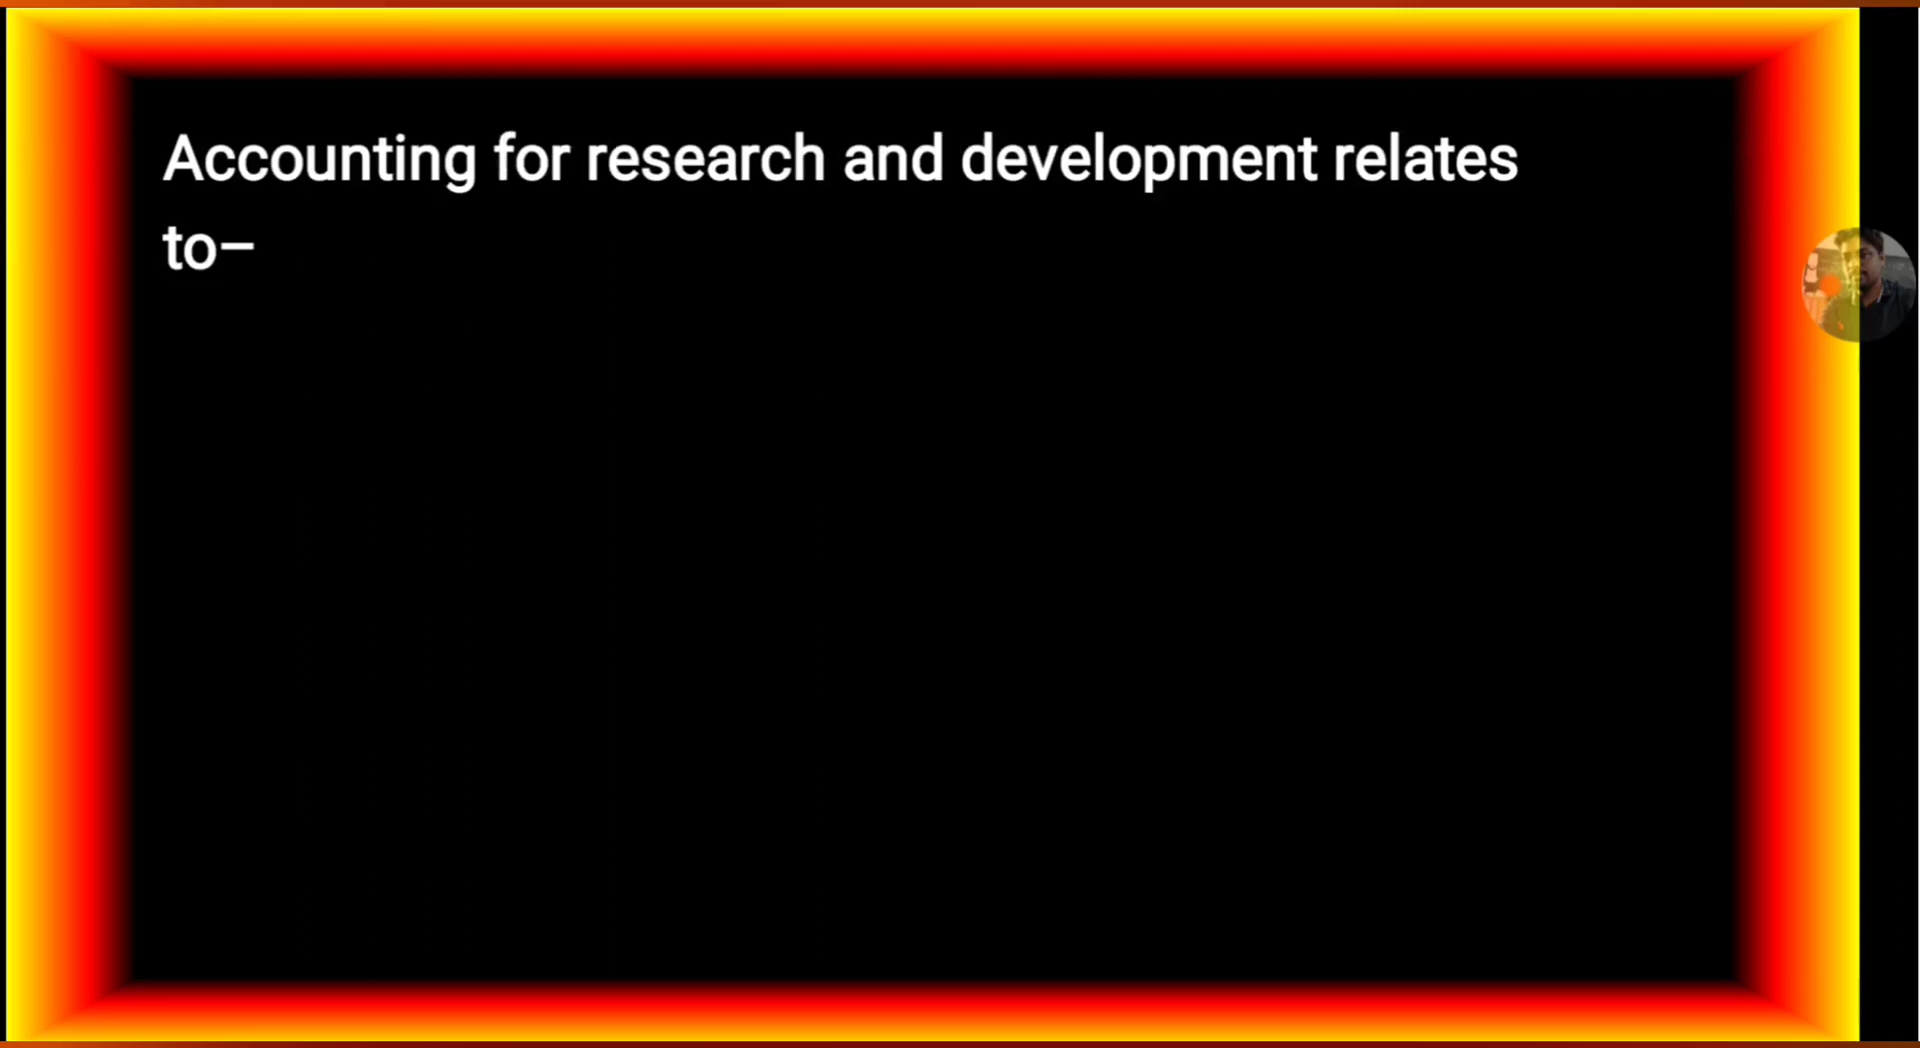 Accounting for research and development relates
to–